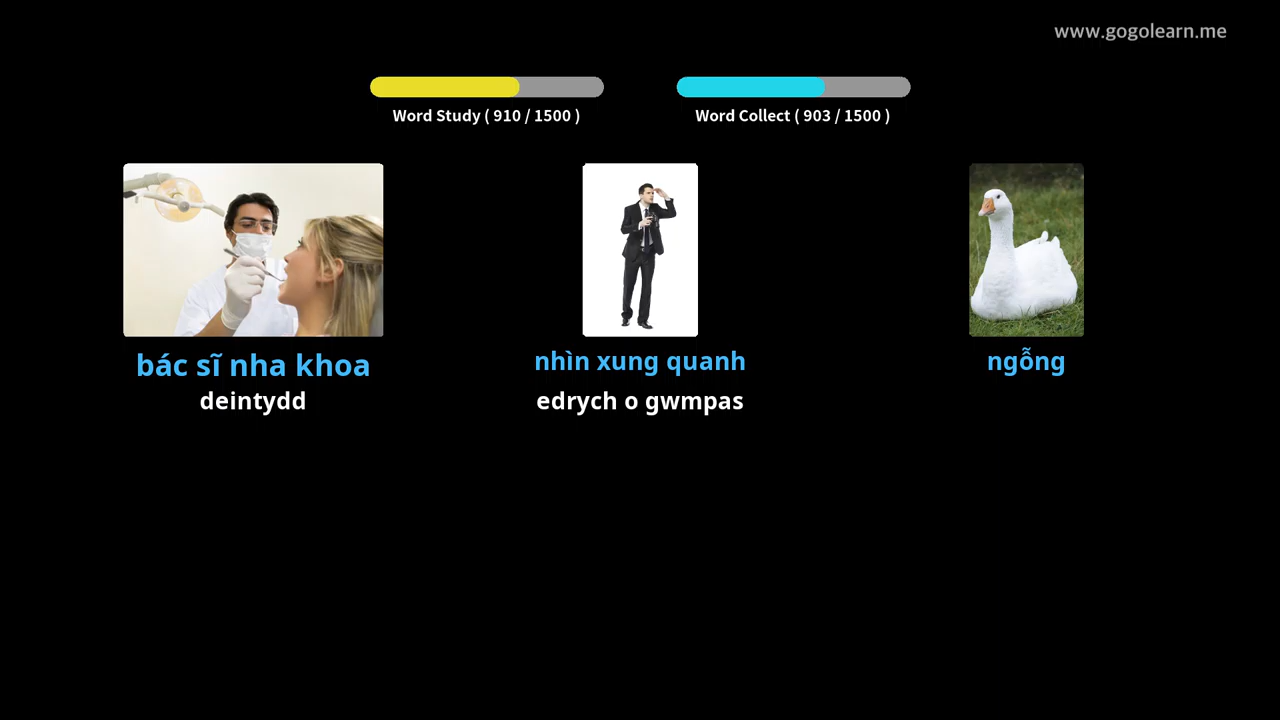 www.gogolearn.me
Word Study ( 910 / 1500 )
Word Collect ( 903 / 1500 )
bác sĩ nha khoa
deintydd
nhìn xung quanh
edrych o gwmpas
ngỗng